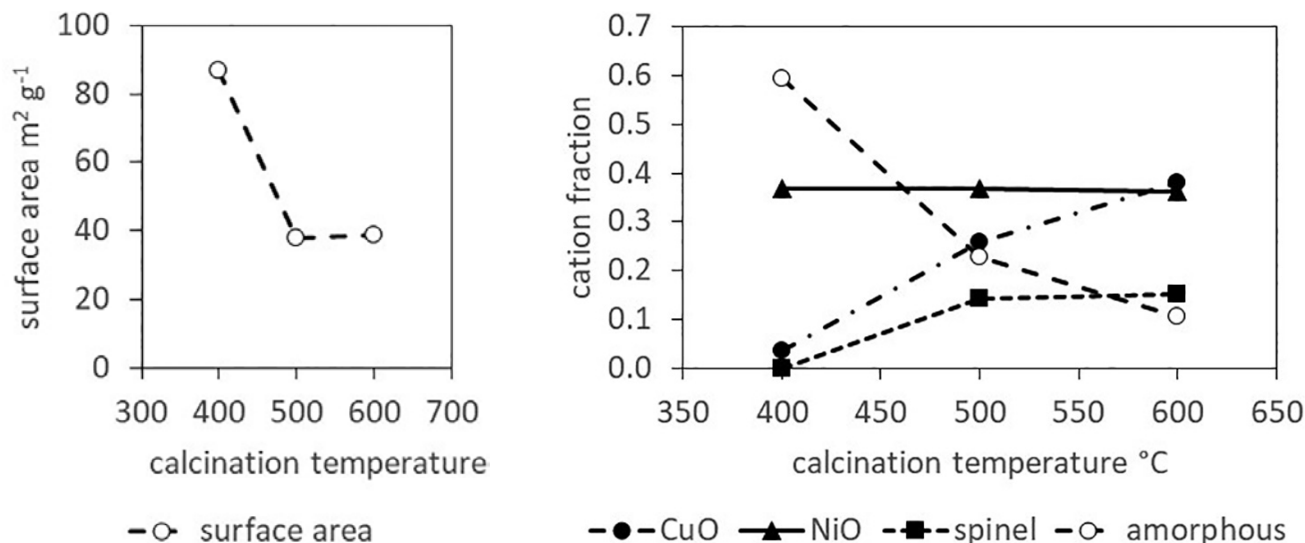 surface area m² g⁻¹
100
80
60
40
20
0
300 400 500 600 700
calcination temperature
surface area
cation fraction
0.7
0.6
0.5
0.4
0.3
0.2
0.1
0.0
350 400 450 500 550 600 650
calcination temperature °C
CuO NiO spinel amorphous